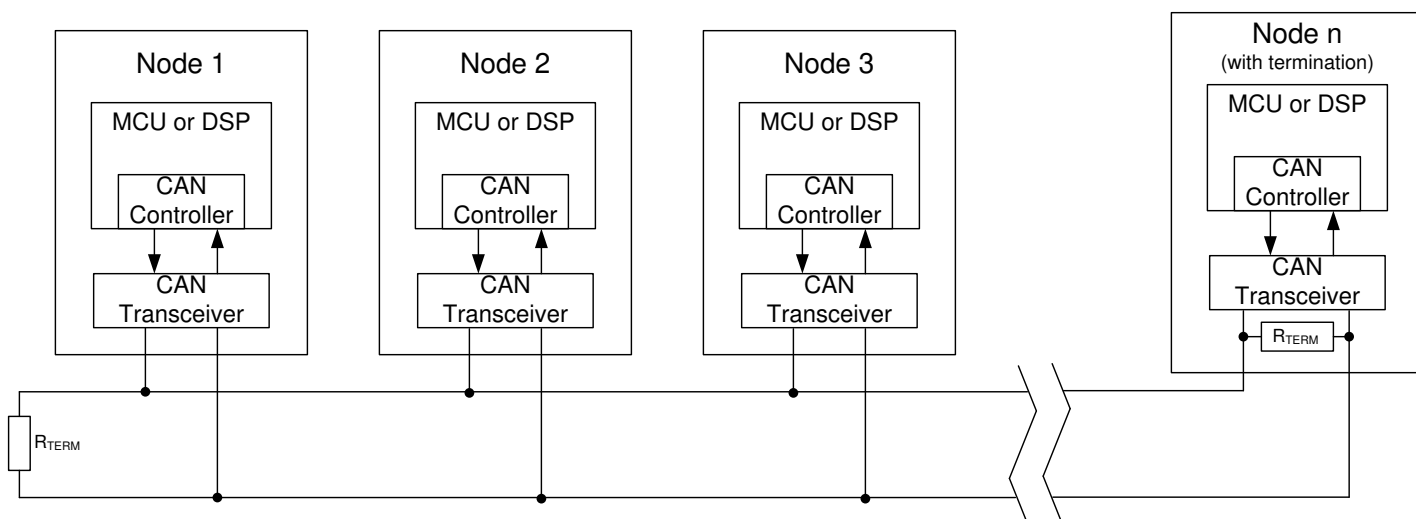 Node 1
MCU or DSP
CAN
Controller
CAN
Transceiver
Node 2
MCU or DSP
CAN
Controller
CAN
Transceiver
Node 3
MCU or DSP
CAN
Controller
CAN
Transceiver
Node n
(with termination)
MCU or DSP
CAN
Controller
CAN
Transceiver
RTERM
RTERM